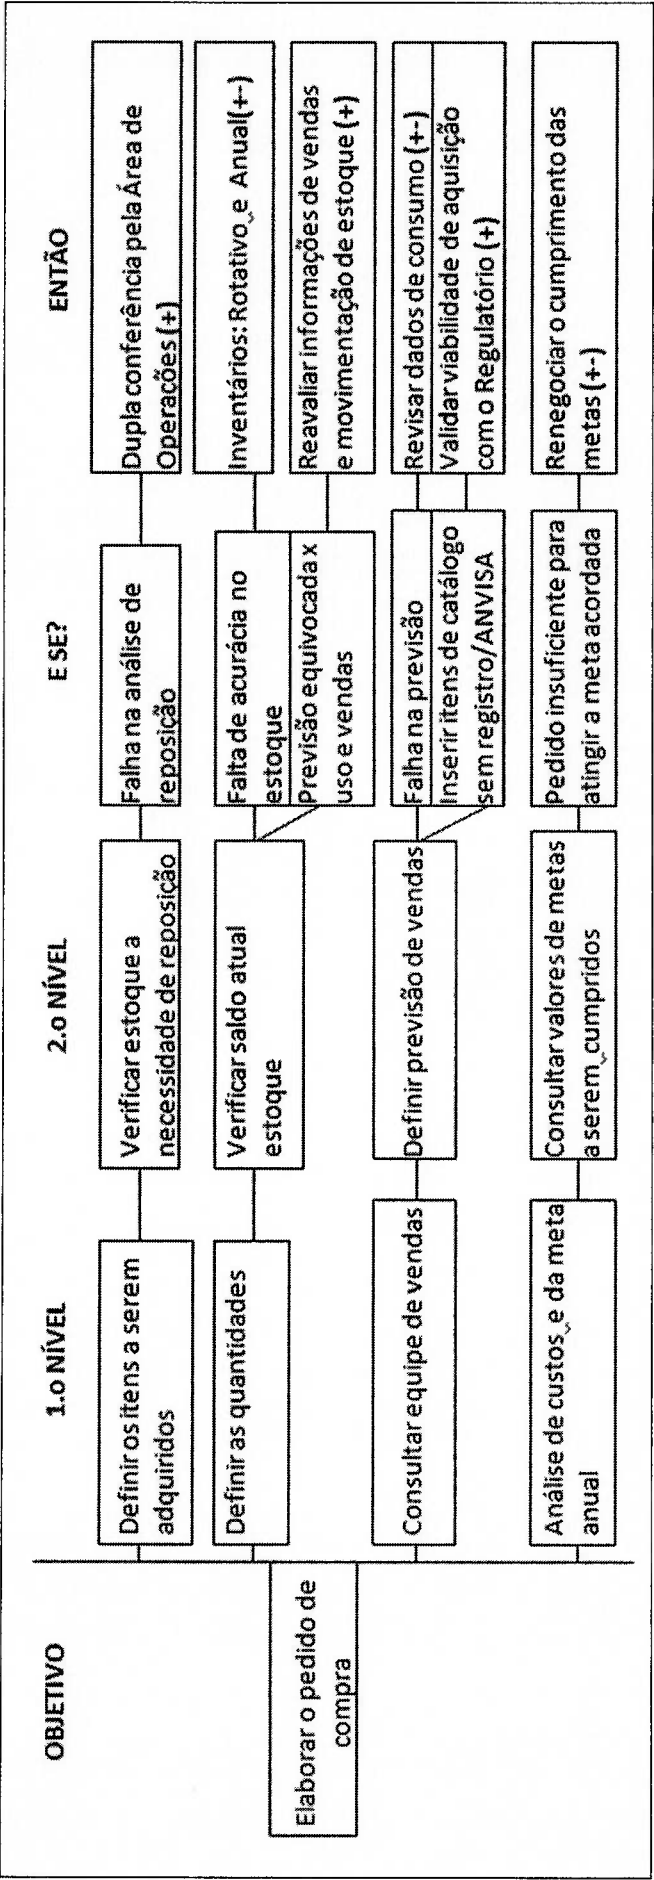 OBJETIVO
1.o NÍVEL
2.o NÍVEL
E SE?
ENTÃO
Elaborar o pedido de
compra
Definir os itens a serem
adquiridos
Verificar estoque a
necessidade de reposição
Falha na análise de
reposição
Dupla conferência pela Área de
Operações (+)
Definir as quantidades
Verificar saldo atual
estoque
Falta de acurácia no
estoque
Inventários: Rotativo e Anual(+-)
Previsão equivocada x
uso e vendas
Reavaliar informações de vendas
e movimentação de estoque (+)
Consultar equipe de vendas
Definir previsão de vendas
Falha na previsão
Revisar dados de consumo (+-)
Inserir itens de catálogo
sem registro/ANVISA
Validar viabilidade de aquisição
com o Regulatório (+)
Análise de custos e da meta
anual
Consultar valores de metas
a serem cumpridos
Pedido insuficiente para
atingir a meta acordada
Renegociar o cumprimento das
metas (+-)